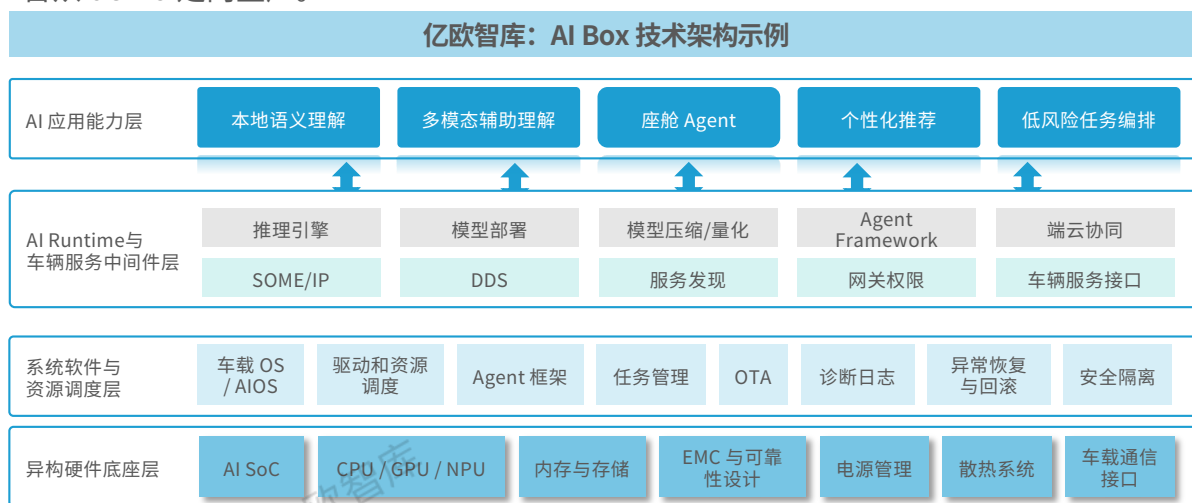 亿欧智库：AI Box 技术架构示例
AI 应用能力层
本地语义理解
多模态辅助理解
座舱 Agent
个性化推荐
低风险任务编排
AI Runtime与
车辆服务中间件层
推理引擎
模型部署
模型压缩/量化
Agent
Framework
端云协同
SOME/IP
DDS
服务发现
网关权限
车辆服务接口
系统软件与
资源调度层
车载 OS
/ AIOS
驱动和资源
调度
Agent 框架
任务管理
OTA
诊断日志
异常恢复
与回滚
安全隔离
异构硬件底座层
AI SoC
CPU / GPU / NPU
内存与存储
EMC 与可靠
性设计
电源管理
散热系统
车载通信
接口
欧智库